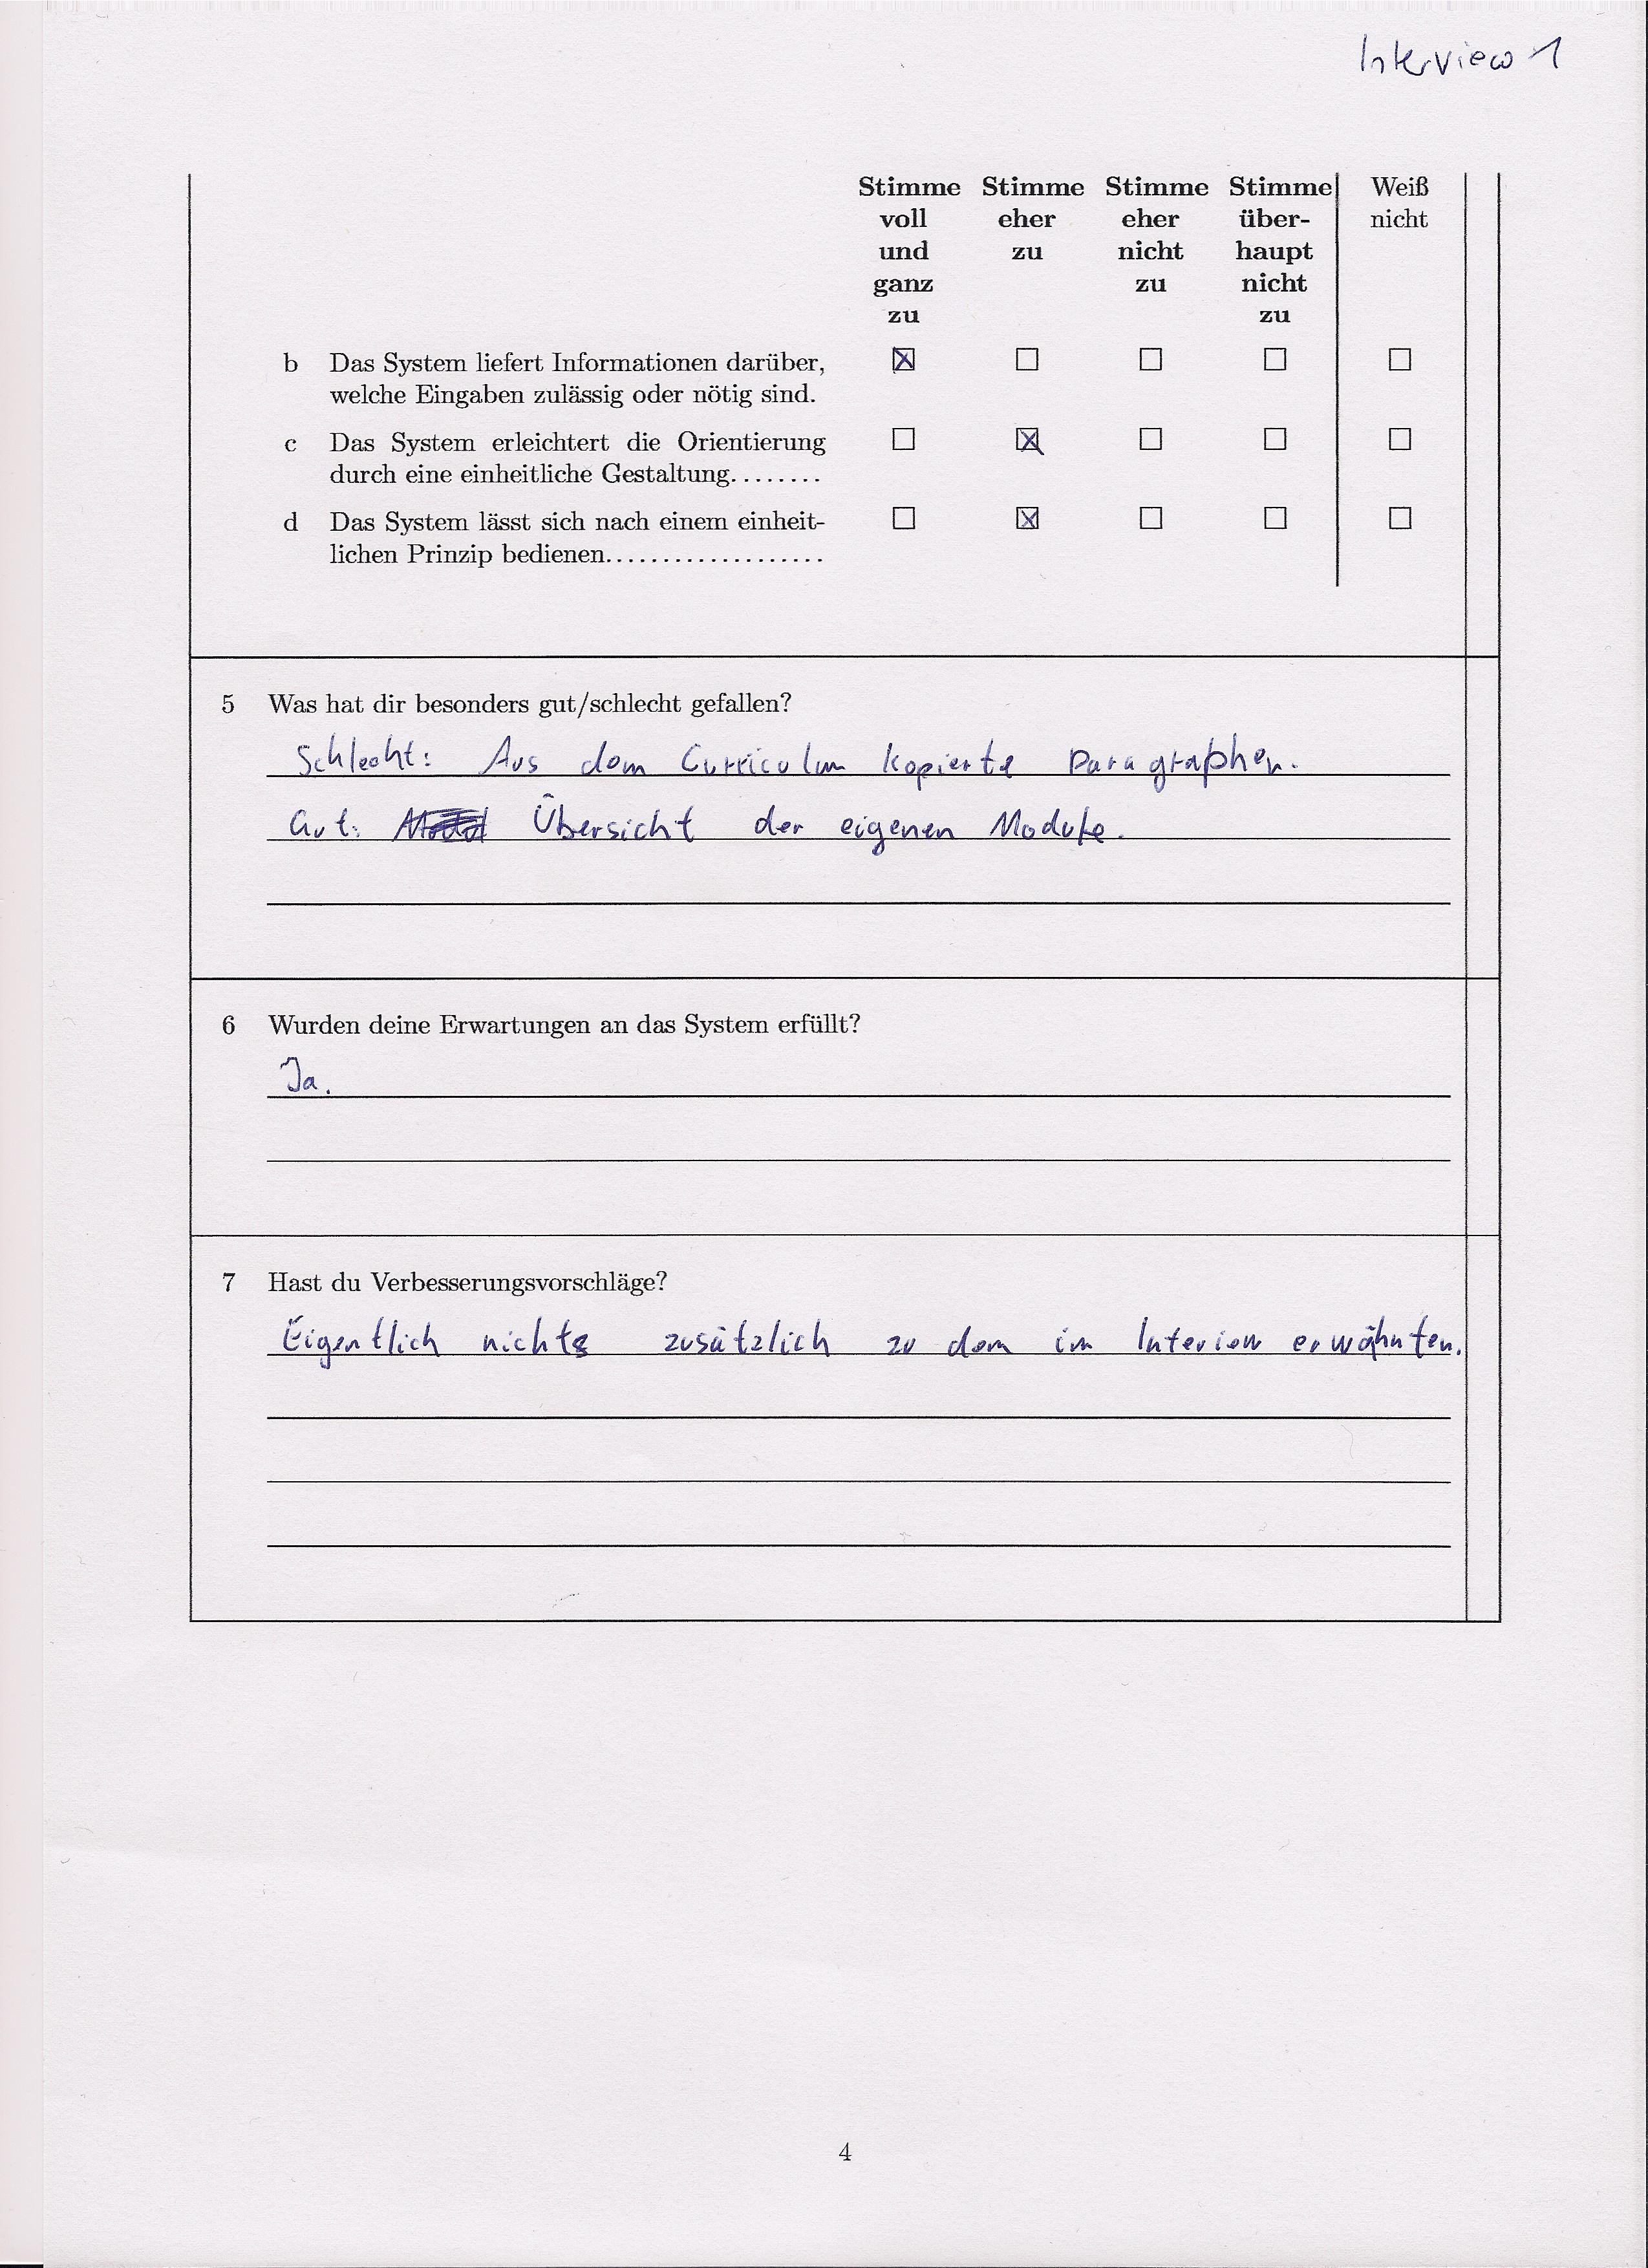 Interview 1
Stimme Stimme Stimme Stimme Weiß
voll eher eher über- nicht
und zu nicht haupt
ganz zu nicht
zu zu
b Das System liefert Informationen darüber,
welche Eingaben zulässig oder nötig sind.
c Das System erleichtert die Orientierung
durch eine einheitliche Gestaltung........
d Das System lässt sich nach einem einheit-
lichen Prinzip bedienen...................
5 Was hat dir besonders gut/schlecht gefallen?
Schlecht: Aus dem Curriculum kopierte Paragraphen.
Gut: Übersicht der eigenen Module.
6 Wurden deine Erwartungen an das System erfüllt?
Ja.
7 Hast du Verbesserungsvorschläge?
Eigentlich nichts zusätzlich zu dem im Interview erwähnten.
4